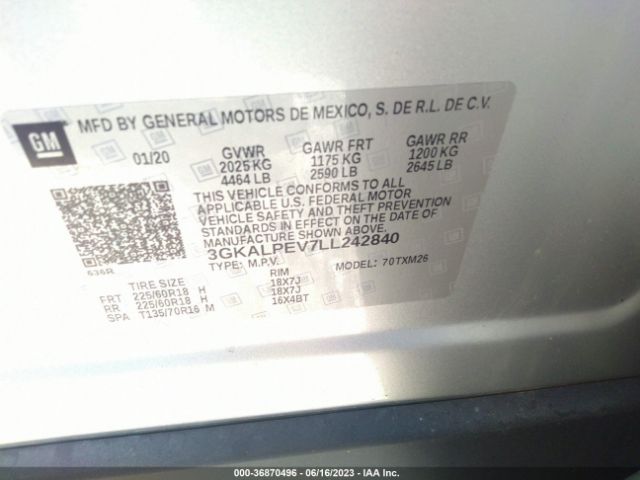 GM
MFD BY GENERAL MOTORS DE MEXICO, S. DE R.L. DE C.V.
01/20 GVWR GAWR FRT GAWR RR
2025 KG 1175 KG 1200 KG
4464 LB 2590 LB 2645 LB
THIS VEHICLE CONFORMS TO ALL
APPLICABLE U.S. FEDERAL MOTOR
VEHICLE SAFETY AND THEFT PREVENTION
STANDARDS IN EFFECT ON THE DATE OF
MANUFACTURE SHOWN ABOVE.
3GKALPEV7LL242840
TYPE: M.P.V. MODEL: 70TXM26
636R
TIRE SIZE RIM
FRT 225/60R18 H 18X7J
RR 225/60R18 H 18X7J
SPA T135/70R16 M 16X4BT
000-36870496 - 06/16/2023 - IAA Inc.